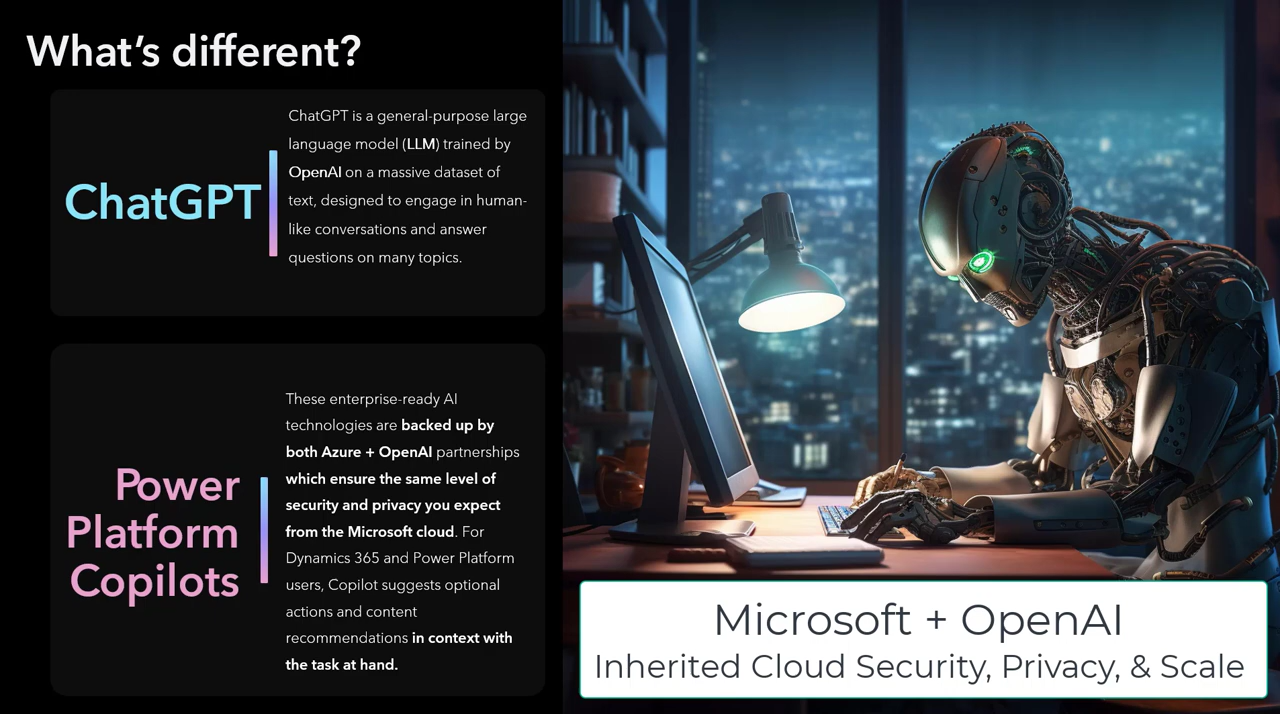 What's different?
ChatGPT
ChatGPT is a general-purpose large
language model (LLM) trained by
OpenAI on a massive dataset of
text, designed to engage in human-
like conversations and answer
questions on many topics.
Power
Platform
Copilots
These enterprise-ready AI
technologies are backed up by
both Azure + OpenAI partnerships
which ensure the same level of
security and privacy you expect
from the Microsoft cloud. For
Dynamics 365 and Power Platform
users, Copilot suggests optional
actions and content
recommendations in context with
the task at hand.
Microsoft + OpenAI
Inherited Cloud Security, Privacy, & Scale